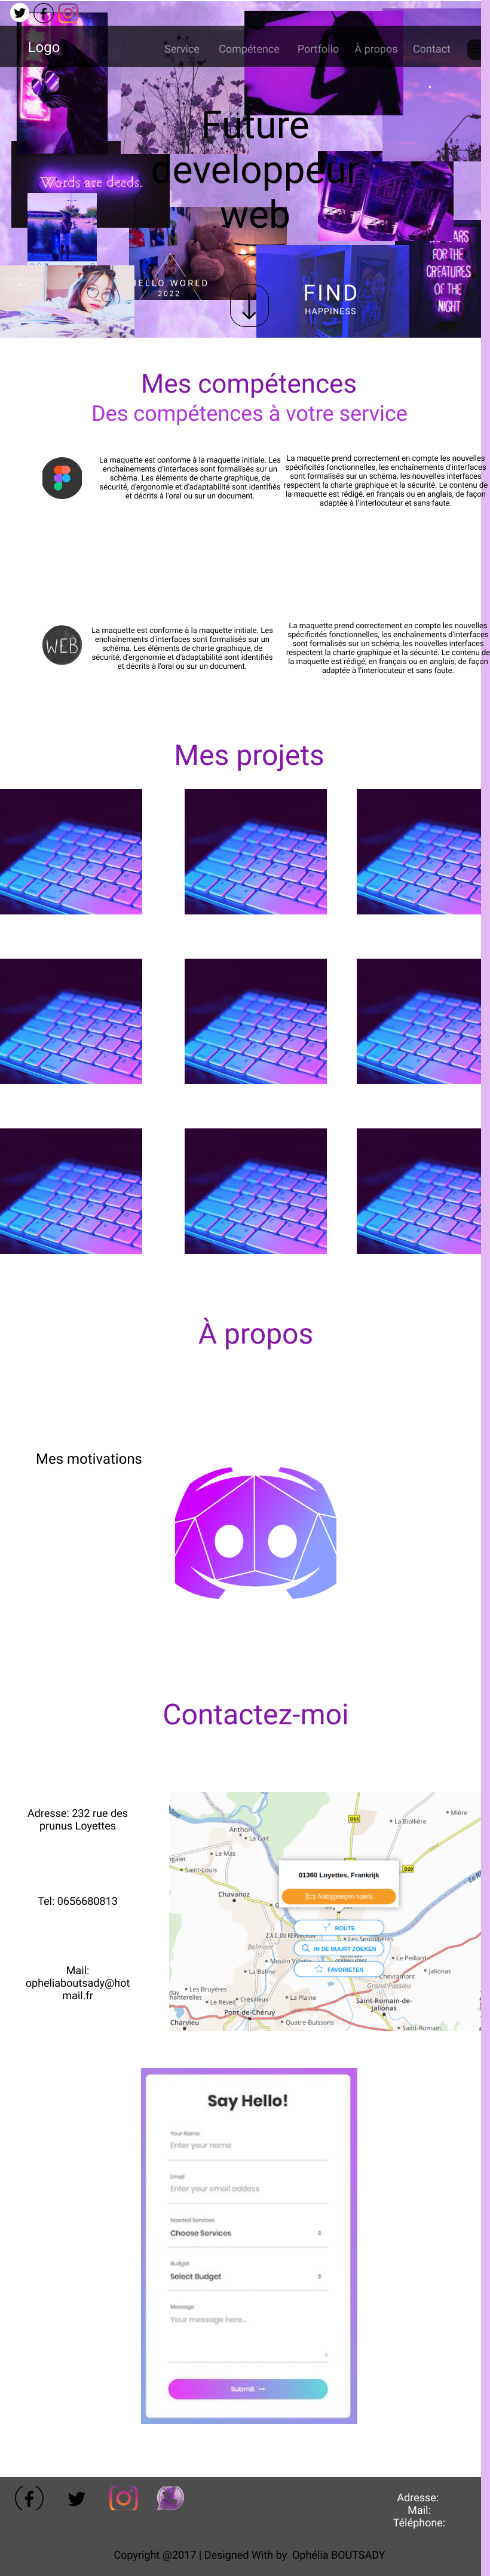 Logo
Service Compétence Portfolio À propos Contact
Future
developpeur
web
Words are deeds.
HELLO WORLD
2022
FIND
HAPPINESS
FOR THE
CREATURES
OF THE
NIGHT
Mes compétences
Des compétences à votre service
La maquette est conforme à la maquette initiale. Les
enchaînements d'interfaces sont formalisés sur un
schéma. Les éléments de charte graphique, de
sécurité, d'ergonomie et d'adaptabilité sont identifiés
et décrits à l'oral ou sur un document.
La maquette prend correctement en compte les nouvelles
spécificités fonctionnelles, les enchaînements d'interfaces
sont formalisés sur un schéma, les nouvelles interfaces
respectent la charte graphique et la sécurité. Le contenu de
la maquette est rédigé, en français ou en anglais, de façon
adaptée à l'interlocuteur et sans faute.
WEB
La maquette est conforme à la maquette initiale. Les
enchaînements d'interfaces sont formalisés sur un
schéma. Les éléments de charte graphique, de
sécurité, d'ergonomie et d'adaptabilité sont identifiés
et décrits à l'oral ou sur un document.
La maquette prend correctement en compte les nouvelles
spécificités fonctionnelles, les enchaînements d'interfaces
sont formalisés sur un schéma, les nouvelles interfaces
respectent la charte graphique et la sécurité. Le contenu de
la maquette est rédigé, en français ou en anglais, de façon
adaptée à l'interlocuteur et sans faute.
Mes projets
À propos
Mes motivations
Contactez-moi
Adresse: 232 rue des
prunus Loyettes
Tel: 0656680813
Mail:
opheliaboutsady@hot
mail.fr
Mière
D65
La Biollière
Anthon
Le Mas
Saint-Louis
01360 Loyettes, Frankrijk
D20
Chavanoz
Nabijgelegen hotels
ROUTE
Belmont
IN DE BUURT ZOEKEN
Moulin
Grand-Passieu
Le Peillard
La Balme
FAVORIETEN
Chevramont
Jalionas
Les Bruyères
Le Revet
Crésilleux
La Plaine
Saint-Romain-de-
Jalionas
Pont-de-Chéruy
Charvieu
Quatre-Buissons
Saint-Romain
Say Hello!
Your Name
Enter your name
Email
Enter your email addess
Needed Services
Choose Services
Budget
Select Budget
Message
Your message here...
Submit
Adresse:
Mail:
Téléphone:
Copyright @2017 | Designed With by Ophélia BOUTSADY